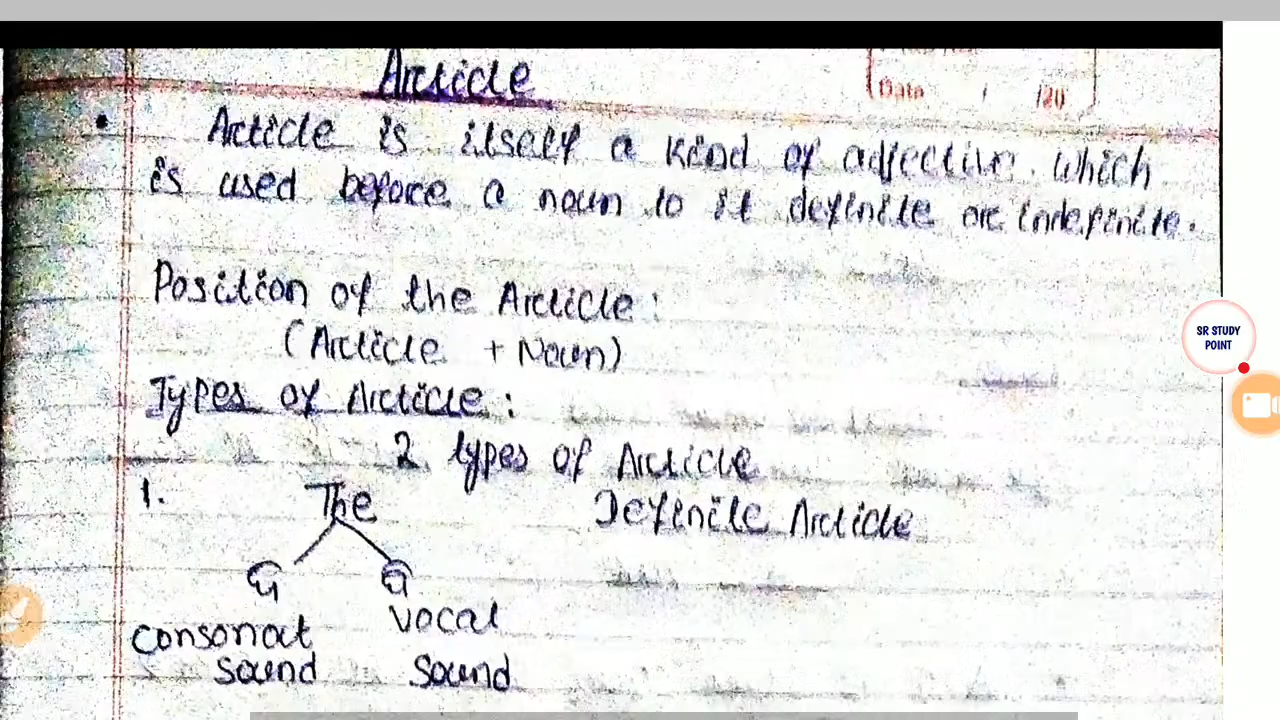 Article
Date / /20
Article is itself a kind of adjective. which
is used before a noun to it definite or indefinite.
Position of the Article:
(Article + Noun)
Types of Article:
2 types of Article
1. The Definite Article
consonat vocal
sound sound
SR STUDY
POINT